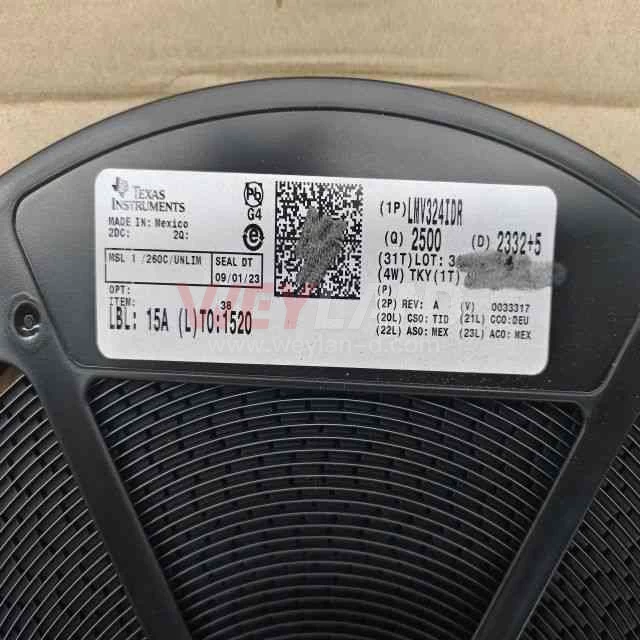 TEXAS INSTRUMENTS
MADE IN: Mexico
2DC: 2Q:
MSL 1 /260C/UNLIM
SEAL DT
09/01/23
OPT:
ITEM:
38
LBL: 15A (L)TO:1520
Pb
G4
e
(1P)LMV324IDR
(Q) 2500 (D) 2332+5
(31T)LOT: 3
(4W) TKY(1T)
(P)
(2P) REV: A (V) 0033317
(20L) CSO: TID (21L) CCO:DEU
(22L) ASO: MEX (23L) ACO: MEX
WEYLAN